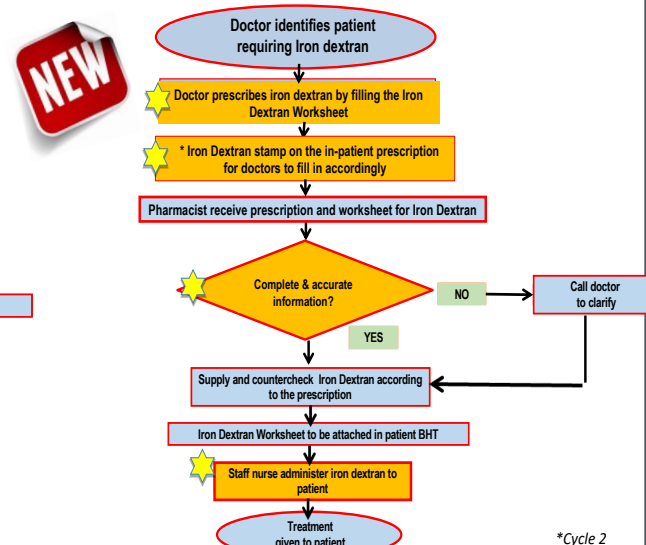 NEW
Doctor identifies patient
requiring Iron dextran
Doctor prescribes iron dextran by filling the Iron
Dextran Worksheet
* Iron Dextran stamp on the in-patient prescription
for doctors to fill in accordingly
Pharmacist receive prescription and worksheet for Iron Dextran
Complete & accurate
information?
NO
Call doctor
to clarify
YES
Supply and countercheck Iron Dextran according
to the prescription
Iron Dextran Worksheet to be attached in patient BHT
Staff nurse administer iron dextran to
patient
Treatment
given to patient
*Cycle 2